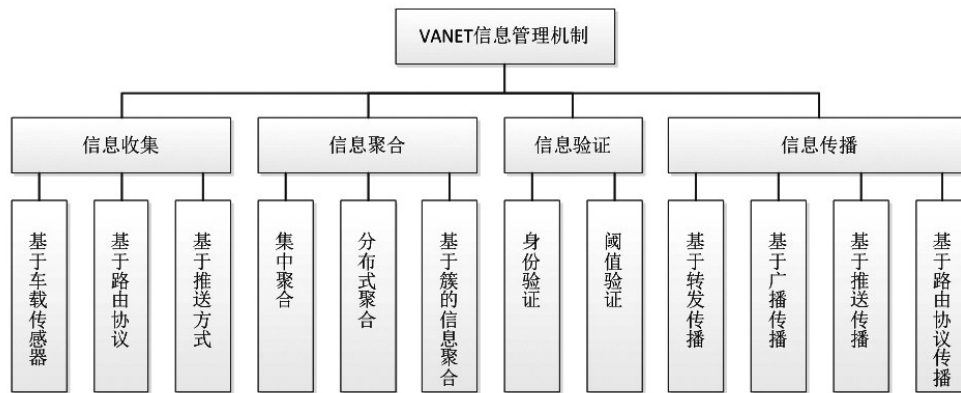 VANET信息管理机制
信息收集
信息聚合
信息验证
信息传播
基于车载传感器
基于路由协议
基于推送方式
集中聚合
分布式聚合
基于簇的信息聚合
身份验证
阈值验证
基于转发传播
基于广播传播
基于推送传播
基于路由协议传播